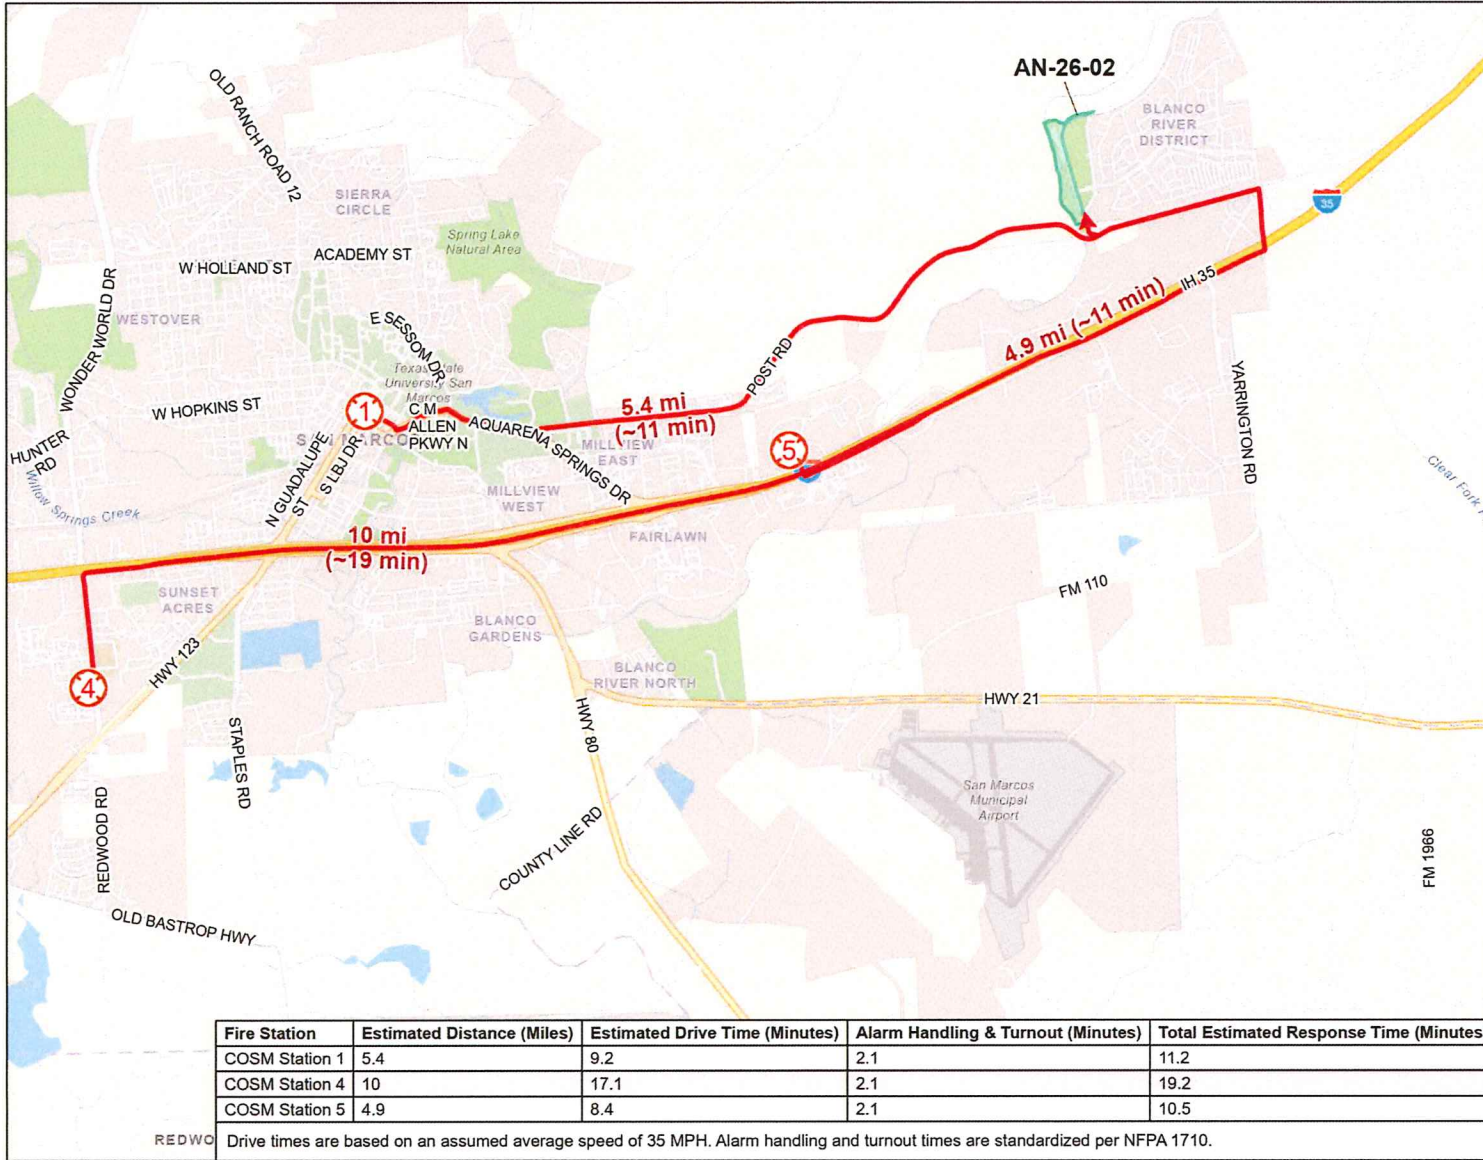 AN-26-02
BLANCO
RIVER
DISTRICT
OLD RANCH ROAD 12
SIERRA
CIRCLE
35
Spring Lake
Natural Area
ACADEMY ST
W HOLLAND ST
WONDER WORLD DR
WESTOVER
IH 35
4.9 mi (~11 min)
E SESSOM DR
POST RD
Texas State
University San
Marcos
YARRINGTON RD
W HOPKINS ST
1
C M
ALLEN
PKWY N
5.4 mi
(~11 min)
AQUARENA SPRINGS DR
HUNTER
RD
MILLVIEW
EAST
5
N GUADALUPE
ST
S LBJ DR
Willow Springs Creek
MILLVIEW
WEST
Clear Fork
10 mi
(~19 min)
FAIRLAWN
SUNSET
ACRES
FM 110
BLANCO
GARDENS
HWY 123
BLANCO
RIVER NORTH
4
HWY 21
HWY 80
STAPLES RD
San Marcos
Municipal
Airport
REDWOOD RD
COUNTY LINE RD
FM 1966
OLD BASTROP HWY
Fire Station Estimated Distance (Miles) Estimated Drive Time (Minutes) Alarm Handling & Turnout (Minutes) Total Estimated Response Time (Minutes
COSM Station 1 5.4 9.2 2.1 11.2
COSM Station 4 10 17.1 2.1 19.2
COSM Station 5 4.9 8.4 2.1 10.5
REDWO
Drive times are based on an assumed average speed of 35 MPH. Alarm handling and turnout times are standardized per NFPA 1710.